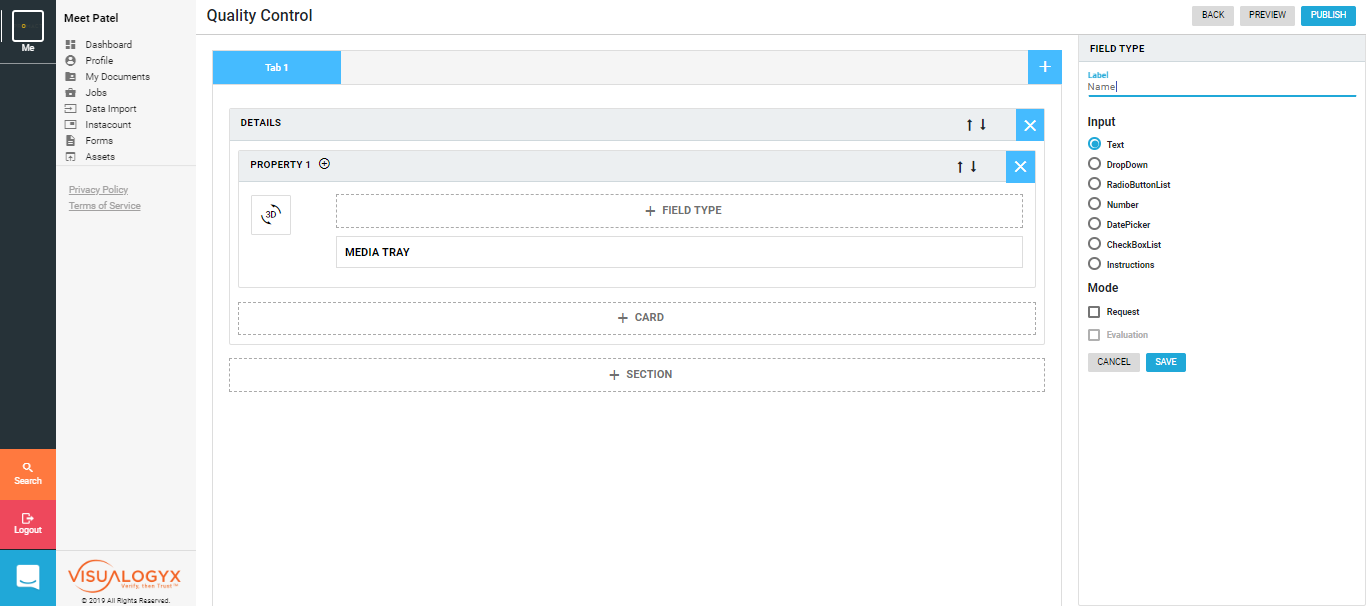 Me
Search
Logout
Meet Patel
Dashboard
Profile
My Documents
Jobs
Data Import
Instacount
Forms
Assets
Privacy Policy
Terms of Service
VISUALOGYX
Verify, then Trust™
© 2019 All Rights Reserved.
Quality Control
BACK PREVIEW PUBLISH
Tab 1
DETAILS
PROPERTY 1
3D
FIELD TYPE
MEDIA TRAY
CARD
SECTION
FIELD TYPE
Label
Name
Input
Text
DropDown
RadioButtonList
Number
DatePicker
CheckBoxList
Instructions
Mode
Request
Evaluation
CANCEL SAVE